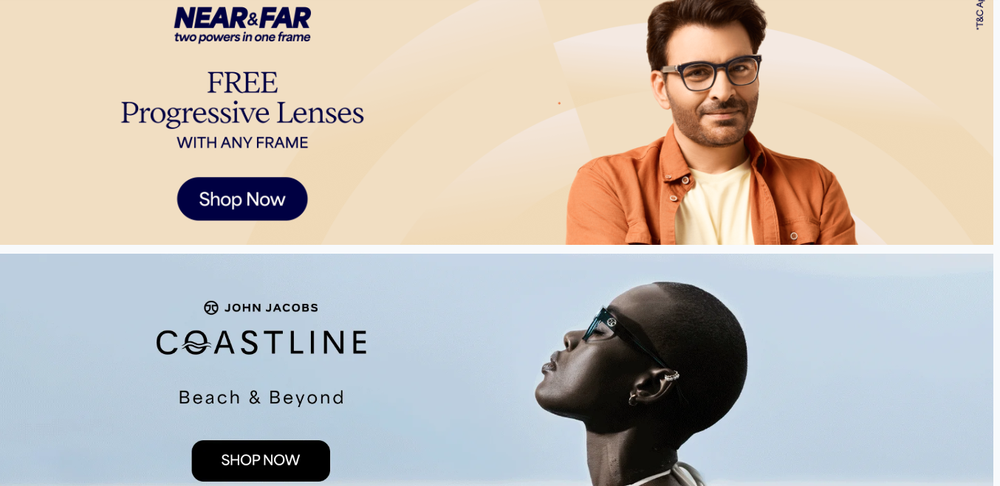 NEAR&FAR
two powers in one frame
*T&C
FREE
Progressive Lenses
WITH ANY FRAME
Shop Now
JOHN JACOBS
COASTLINE
Beach & Beyond
SHOP NOW